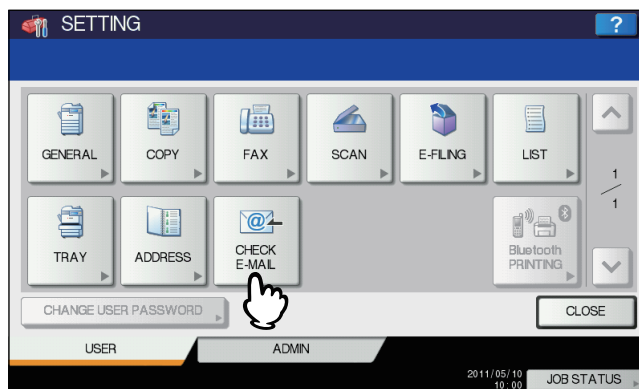 SETTING
?
GENERAL
COPY
FAX
SCAN
E-FILING
LIST
1
1
TRAY
ADDRESS
@
CHECK
E-MAIL
Bluetooth
PRINTING
CHANGE USER PASSWORD
CLOSE
USER
ADMIN
2011/05/10
10:00
JOB STATUS